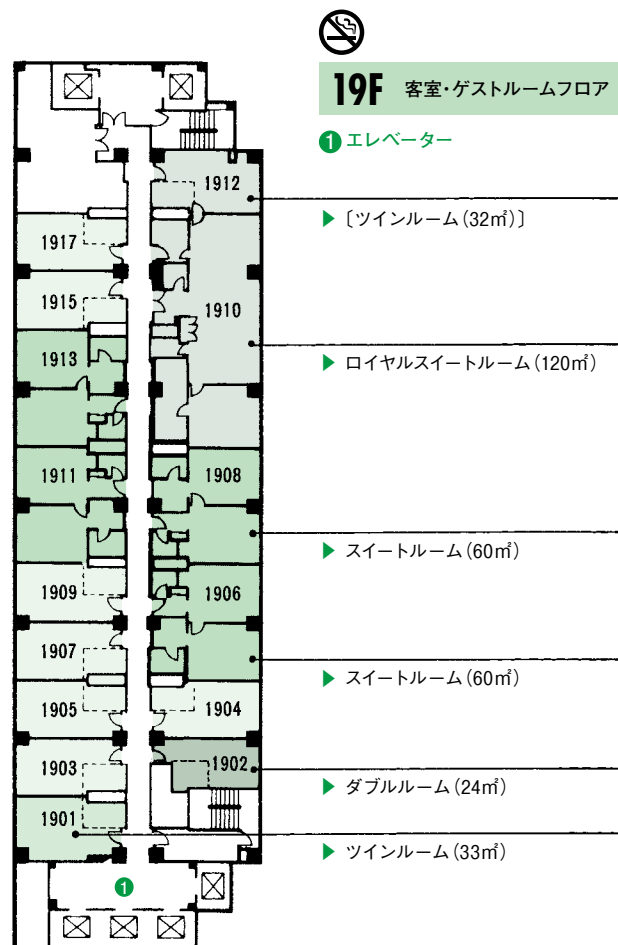 19F 客室・ゲストルームフロア
1 エレベーター
1912
▶ 〔ツインルーム(32㎡)〕
1917
1915
1910
1913
▶ ロイヤルスイートルーム(120㎡)
1911
1908
▶ スイートルーム(60㎡)
1909
1906
1907
▶ スイートルーム(60㎡)
1905
1904
1903
1902
▶ ダブルルーム(24㎡)
1901
▶ ツインルーム(33㎡)
1